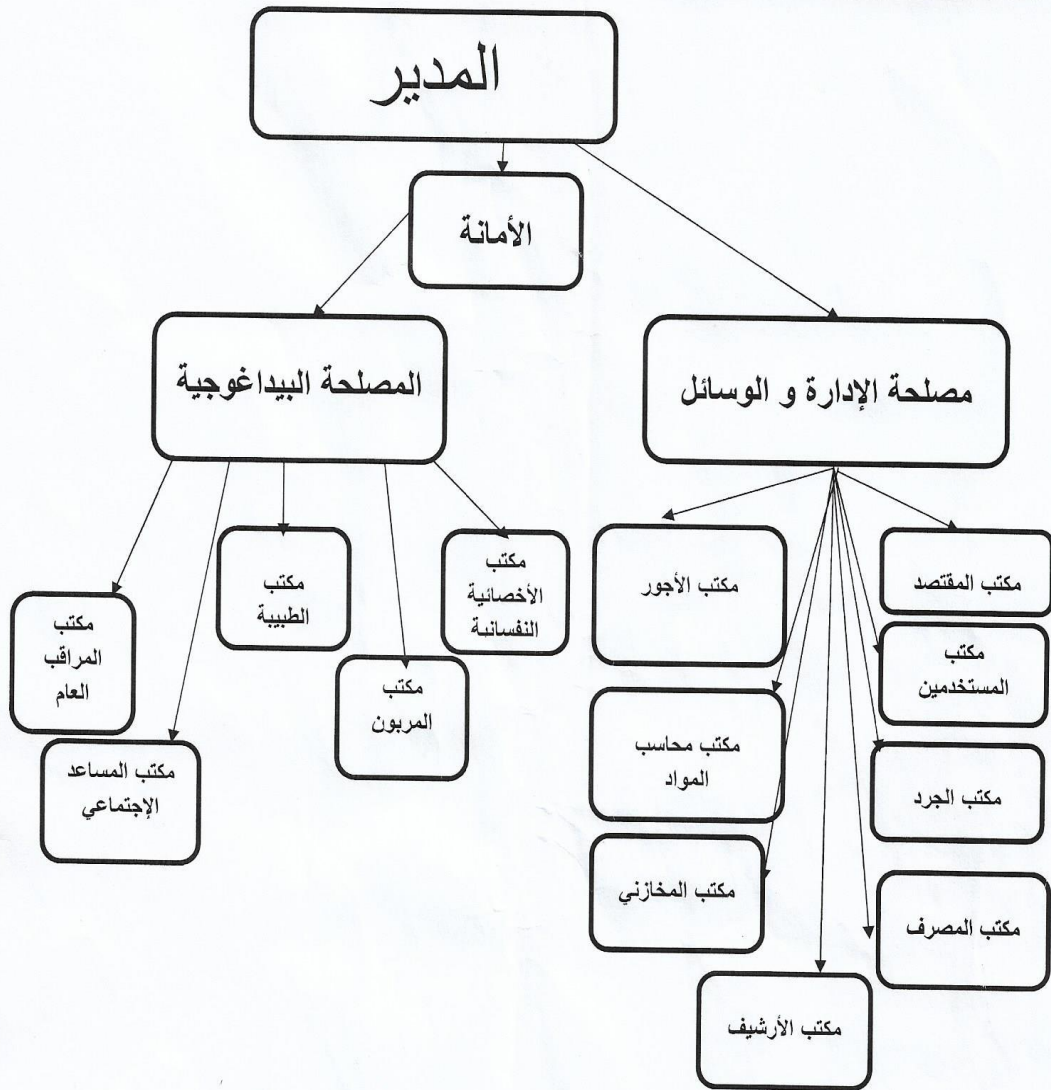 المدير
الأمانة
مصلحة الإدارة و الوسائل
المصلحة البيداغوجية
مكتب المقتصد
مكتب الأجور
مكتب
المستخدمين
مكتب محاسب
المواد
مكتب الجرد
مكتب المخازني
مكتب المصرف
مكتب الأرشيف
مكتب
الأخصائية
النفسانية
مكتب
الطبيبة
مكتب
المربون
مكتب
المراقب
العام
مكتب المساعد
الإجتماعي